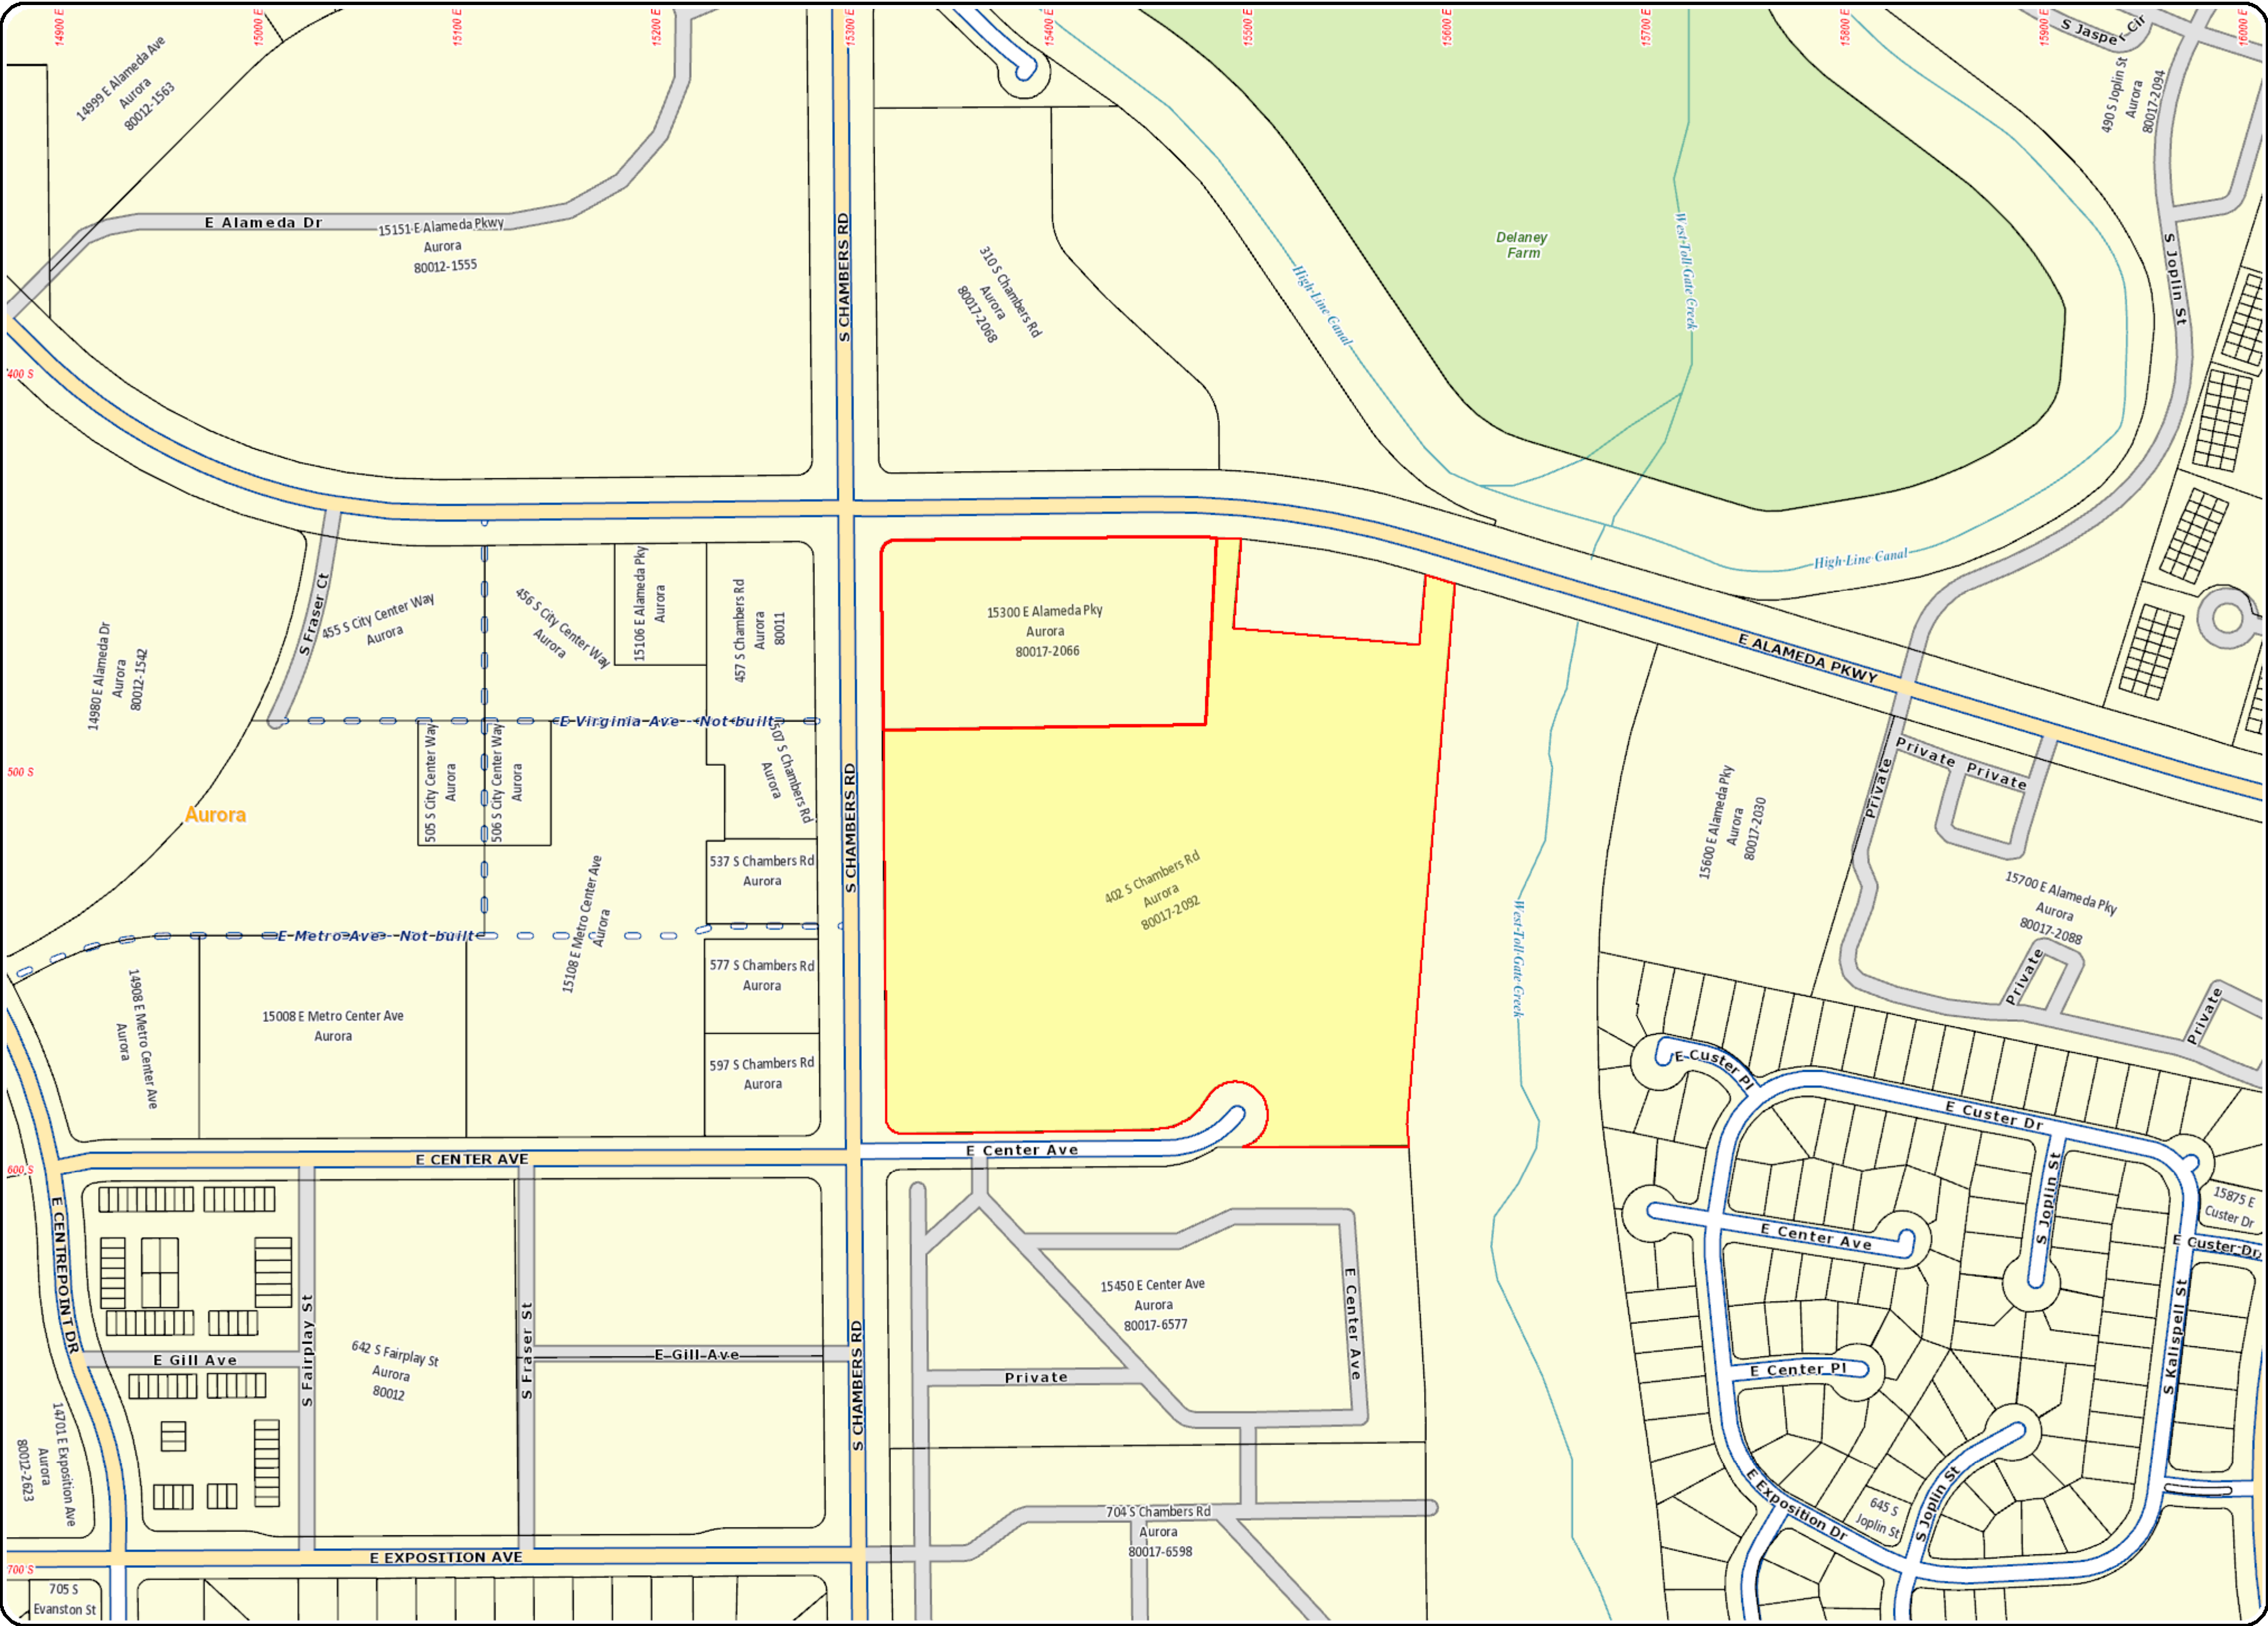 14900 E
15000 E
15100 E
15200 E
15300 E
15400 E
15500 E
15600 E
15700 E
15800 E
15900 E
16000 E
S Jasper Cir
14999 E Alameda Ave
Aurora
80012-1563
490 S Joplin St
Aurora
80017-2094
E Alameda Dr
15151 E Alameda Pkwy
Aurora
80012-1555
S CHAMBERS RD
310 S Chambers Rd
Aurora
80017-2068
High Line Canal
Delaney
Farm
West Toll Gate Creek
S Joplin St
400 S
High Line Canal
S Fraser Ct
455 S City Center Way
Aurora
456 S City Center Way
Aurora
15106 E Alameda Pky
Aurora
457 S Chambers Rd
Aurora
80011
15300 E Alameda Pky
Aurora
80017-2066
14980 E Alameda Dr
Aurora
80012-1542
E ALAMEDA PKWY
E Virginia Ave - Not built
507 S Chambers Rd
Aurora
500 S
505 S City Center Way
Aurora
506 S City Center Way
Aurora
Aurora
S CHAMBERS RD
537 S Chambers Rd
Aurora
402 S Chambers Rd
Aurora
80017-2092
15600 E Alameda Pky
Aurora
80017-2030
Private
Private
Private
15700 E Alameda Pky
Aurora
80017-2088
Private
Private
E Metro Ave - Not built
15108 E Metro Center Ave
Aurora
577 S Chambers Rd
Aurora
14908 E Metro Center Ave
Aurora
15008 E Metro Center Ave
Aurora
597 S Chambers Rd
Aurora
West Toll Gate Creek
E Custer Pl
E Custer Dr
600 S
E CENTER AVE
E Center Ave
S Joplin St
15875 E
Custer Dr
E Custer Dr
E Center Ave
E CENTREPOINT DR
S Fairplay St
S Fraser St
E Gill Ave
642 S Fairplay St
Aurora
80012
E Gill Ave
S CHAMBERS RD
15450 E Center Ave
Aurora
80017-6577
E Center Ave
Private
E Center Pl
S Kalispell St
14701 E Exposition Ave
Aurora
80012-2623
704 S Chambers Rd
Aurora
80017-6598
E Exposition Dr
645 S
Joplin St
S Joplin St
E EXPOSITION AVE
700 S
705 S
Evanston St